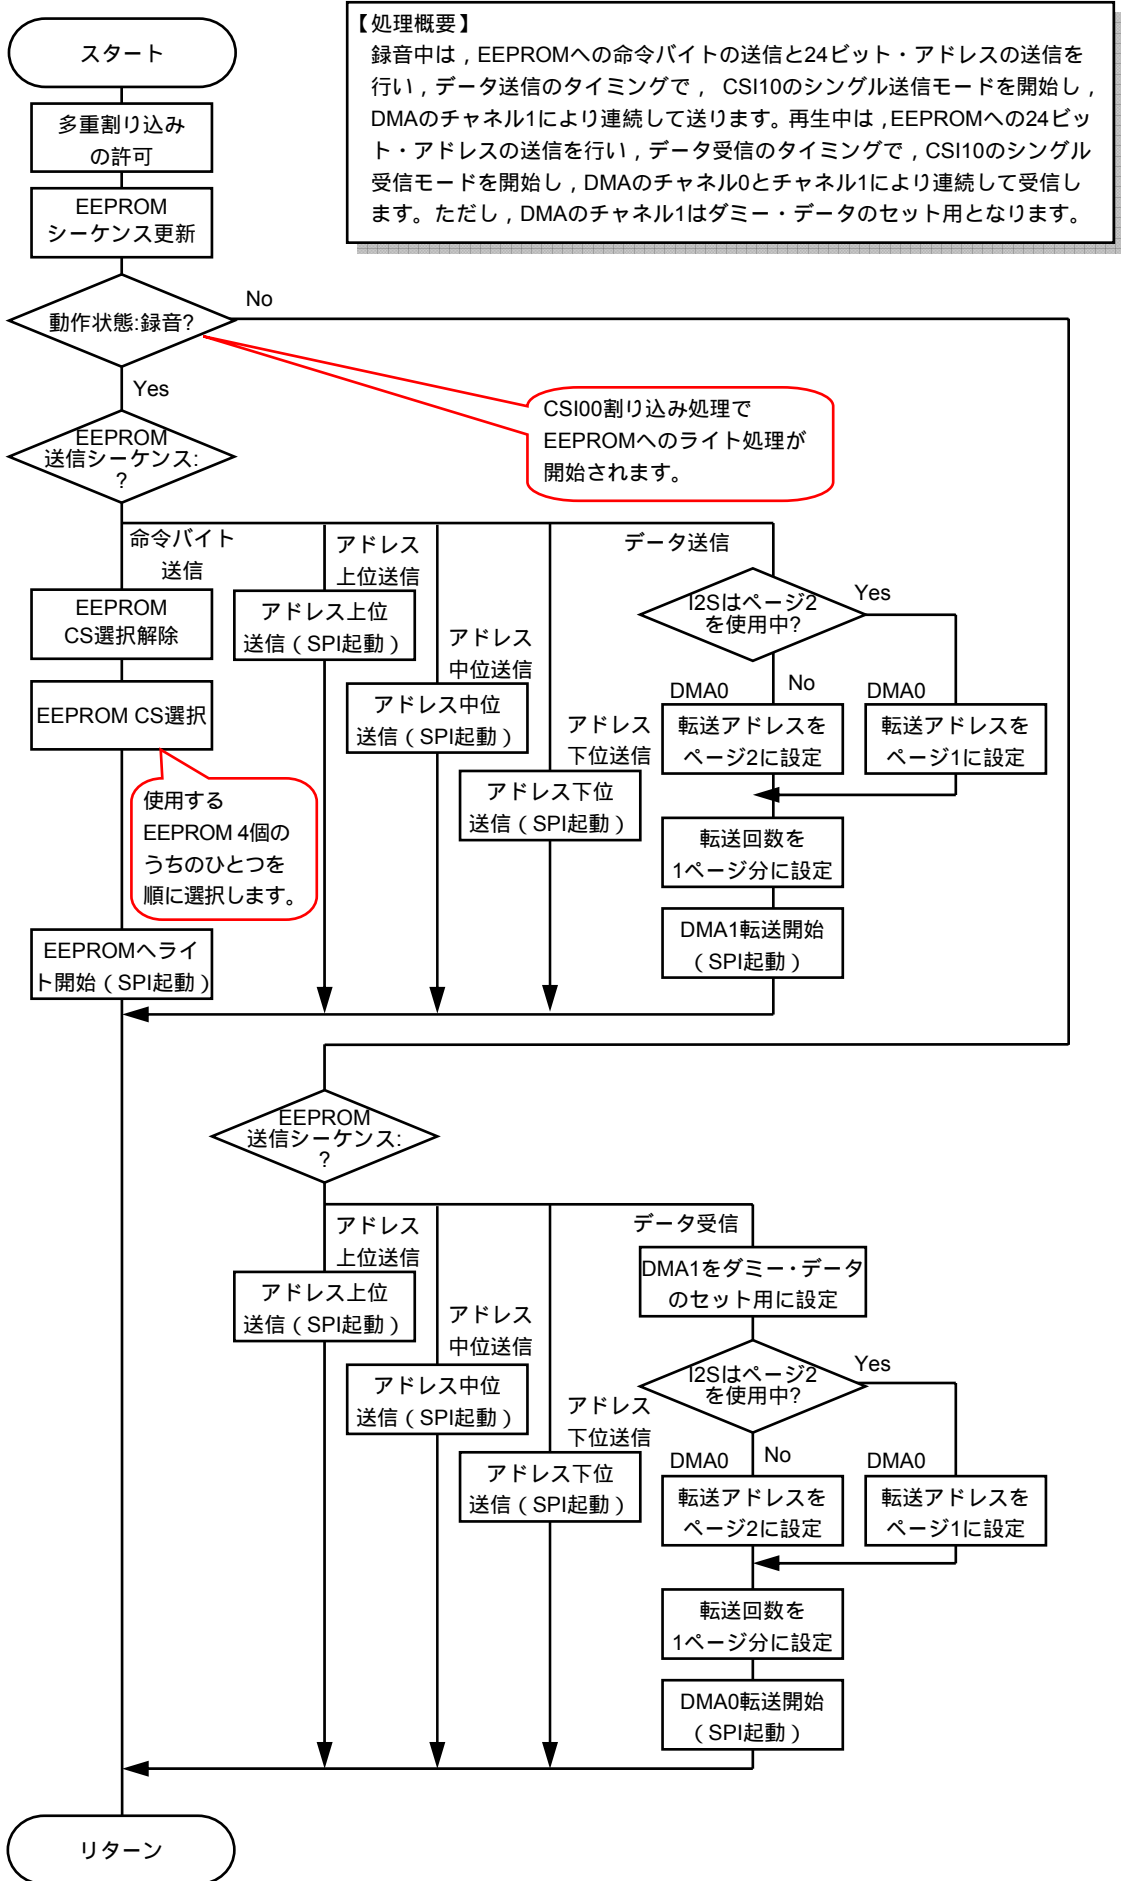 スタート
【処理概要】
録音中は，EEPROMへの命令バイトの送信と24ビット・アドレスの送信を
行い，データ送信のタイミングで， CSI10のシングル送信モードを開始し，
DMAのチャネル1により連続して送ります。再生中は，EEPROMへの24ビッ
ト・アドレスの送信を行い，データ受信のタイミングで，CSI10のシングル
受信モードを開始し，DMAのチャネル0とチャネル1により連続して受信し
ます。ただし，DMAのチャネル1はダミー・データのセット用となります。
多重割り込み
の許可
EEPROM
シーケンス更新
動作状態:録音?
No
Yes
CSI00割り込み処理で
EEPROMへのライト処理が
開始されます。
EEPROM
送信シーケンス:
?
命令バイト
送信
EEPROM
CS選択解除
EEPROM CS選択
使用する
EEPROM 4個の
うちのひとつを
順に選択します。
EEPROMへライ
ト開始（SPI起動）
アドレス
上位送信
アドレス上位
送信（SPI起動）
アドレス
中位送信
アドレス中位
送信（SPI起動）
アドレス
下位送信
アドレス下位
送信（SPI起動）
データ送信
I2Sはページ2
を使用中?
Yes
No
DMA0
転送アドレスを
ページ2に設定
DMA0
転送アドレスを
ページ1に設定
転送回数を
1ページ分に設定
DMA1転送開始
（SPI起動）
EEPROM
送信シーケンス:
?
アドレス
上位送信
アドレス上位
送信（SPI起動）
アドレス
中位送信
アドレス中位
送信（SPI起動）
アドレス
下位送信
アドレス下位
送信（SPI起動）
データ受信
DMA1をダミー・データ
のセット用に設定
I2Sはページ2
を使用中?
Yes
No
DMA0
転送アドレスを
ページ2に設定
DMA0
転送アドレスを
ページ1に設定
転送回数を
1ページ分に設定
DMA0転送開始
（SPI起動）
リターン